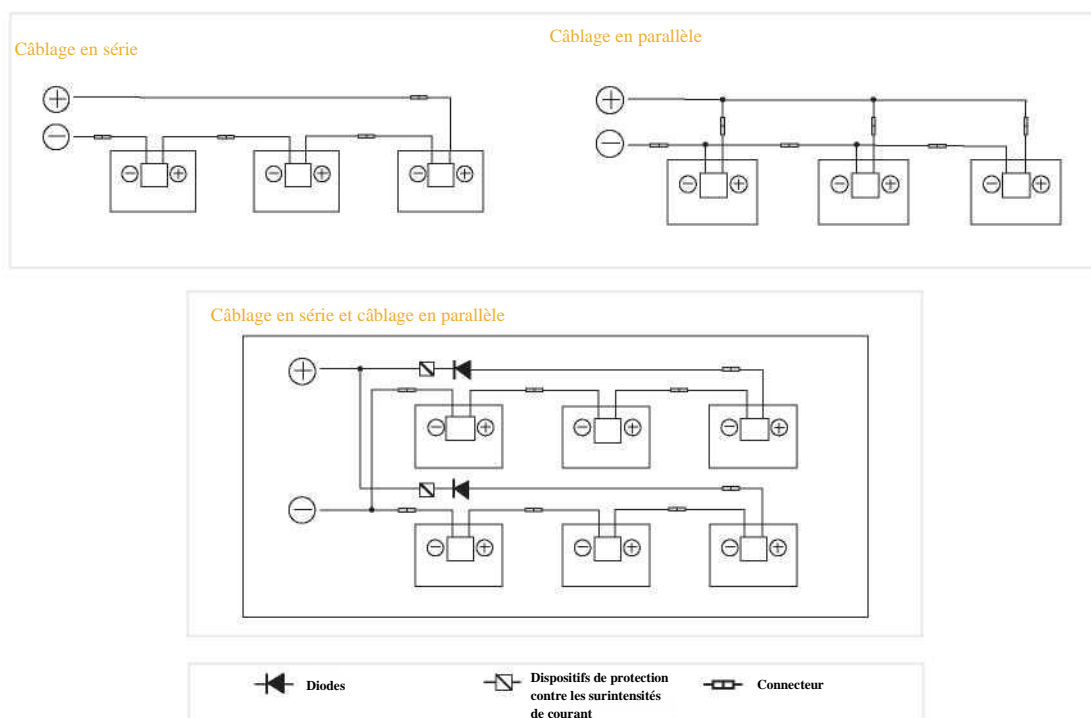 Câblage en série
Câblage en parallèle
Câblage en série et câblage en parallèle
Diodes
Dispositifs de protection
contre les surintensités
de courant
Connecteur